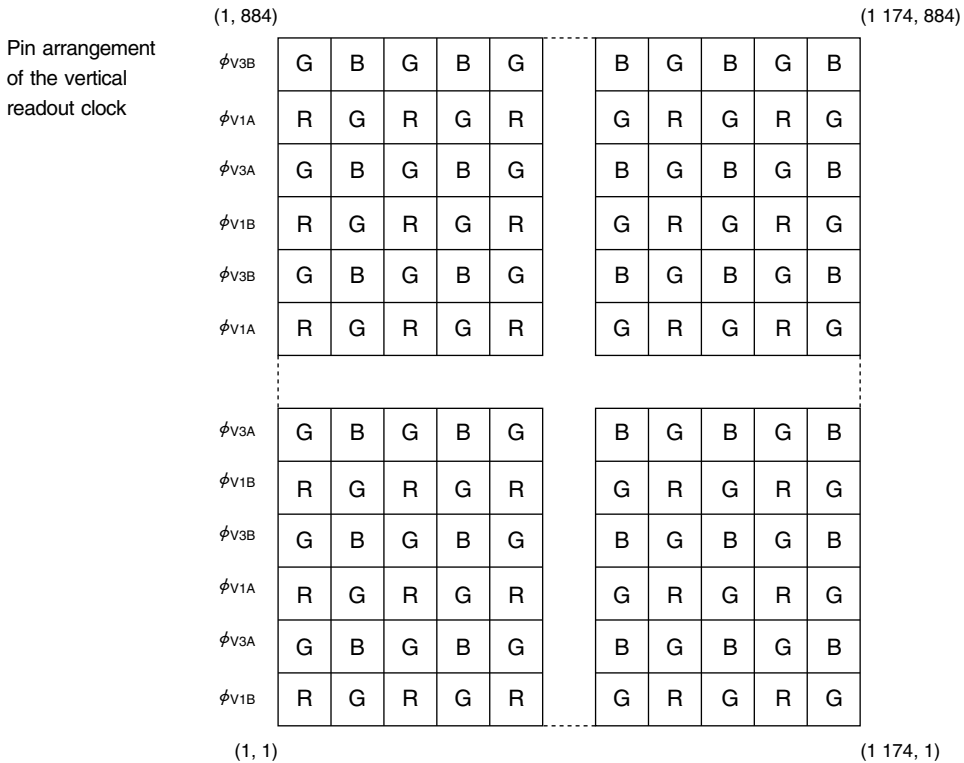 (1, 884) (1 174, 884)
Pin arrangement
of the vertical
readout clock
ϕV3B G B G B G B G B G B
ϕV1A R G R G R G R G R G
ϕV3A G B G B G B G B G B
ϕV1B R G R G R G R G R G
ϕV3B G B G B G B G B G B
ϕV1A R G R G R G R G R G
ϕV3A G B G B G B G B G B
ϕV1B R G R G R G R G R G
ϕV3B G B G B G B G B G B
ϕV1A R G R G R G R G R G
ϕV3A G B G B G B G B G B
ϕV1B R G R G R G R G R G
(1, 1) (1 174, 1)